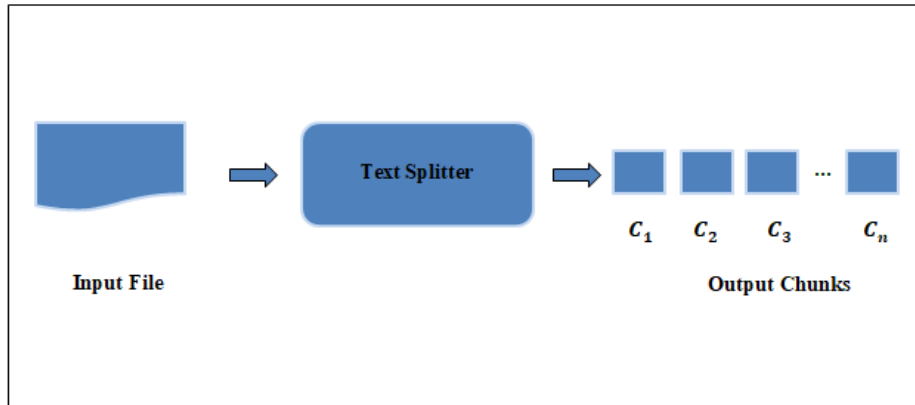 Text Splitter
...
C₁ C₂ C₃ Cₙ
Input File
Output Chunks